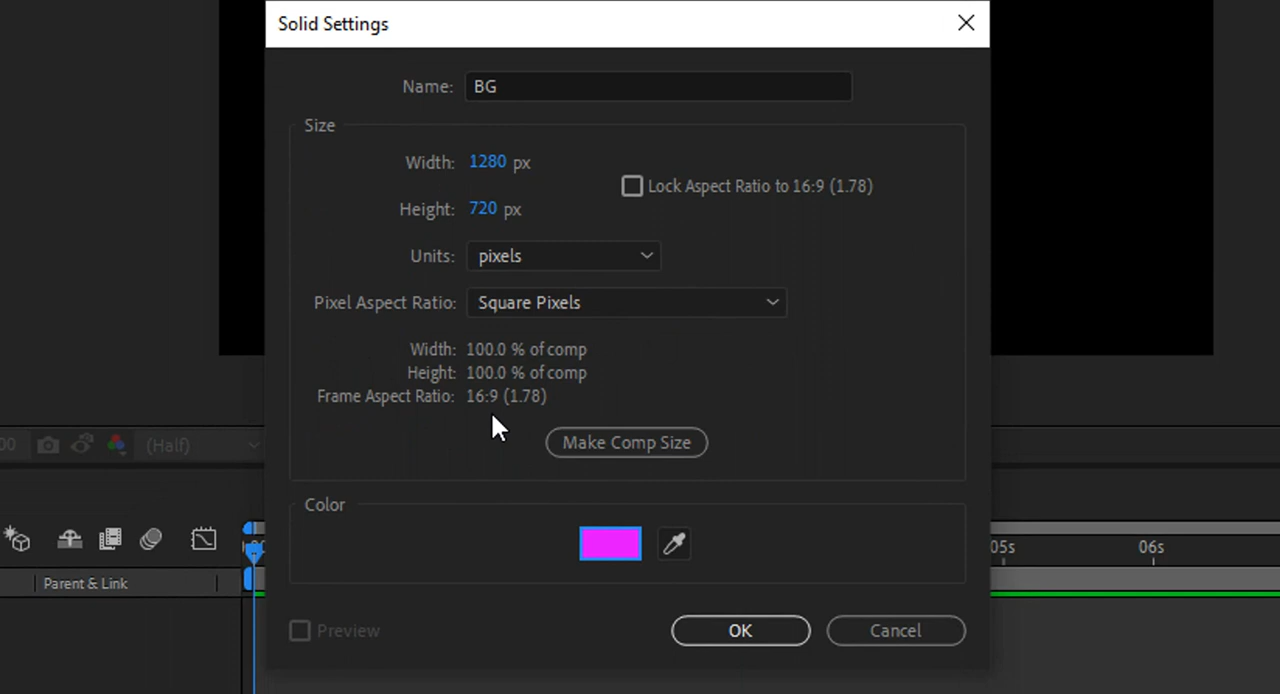 Solid Settings
Name: BG
Size
Width: 1280 px
Lock Aspect Ratio to 16:9 (1.78)
Height: 720 px
Units: pixels
Pixel Aspect Ratio: Square Pixels
Width: 100.0 % of comp
Height: 100.0 % of comp
Frame Aspect Ratio: 16:9 (1.78)
00 (Half)
Make Comp Size
Color
05s 06s
Parent & Link
Preview OK Cancel